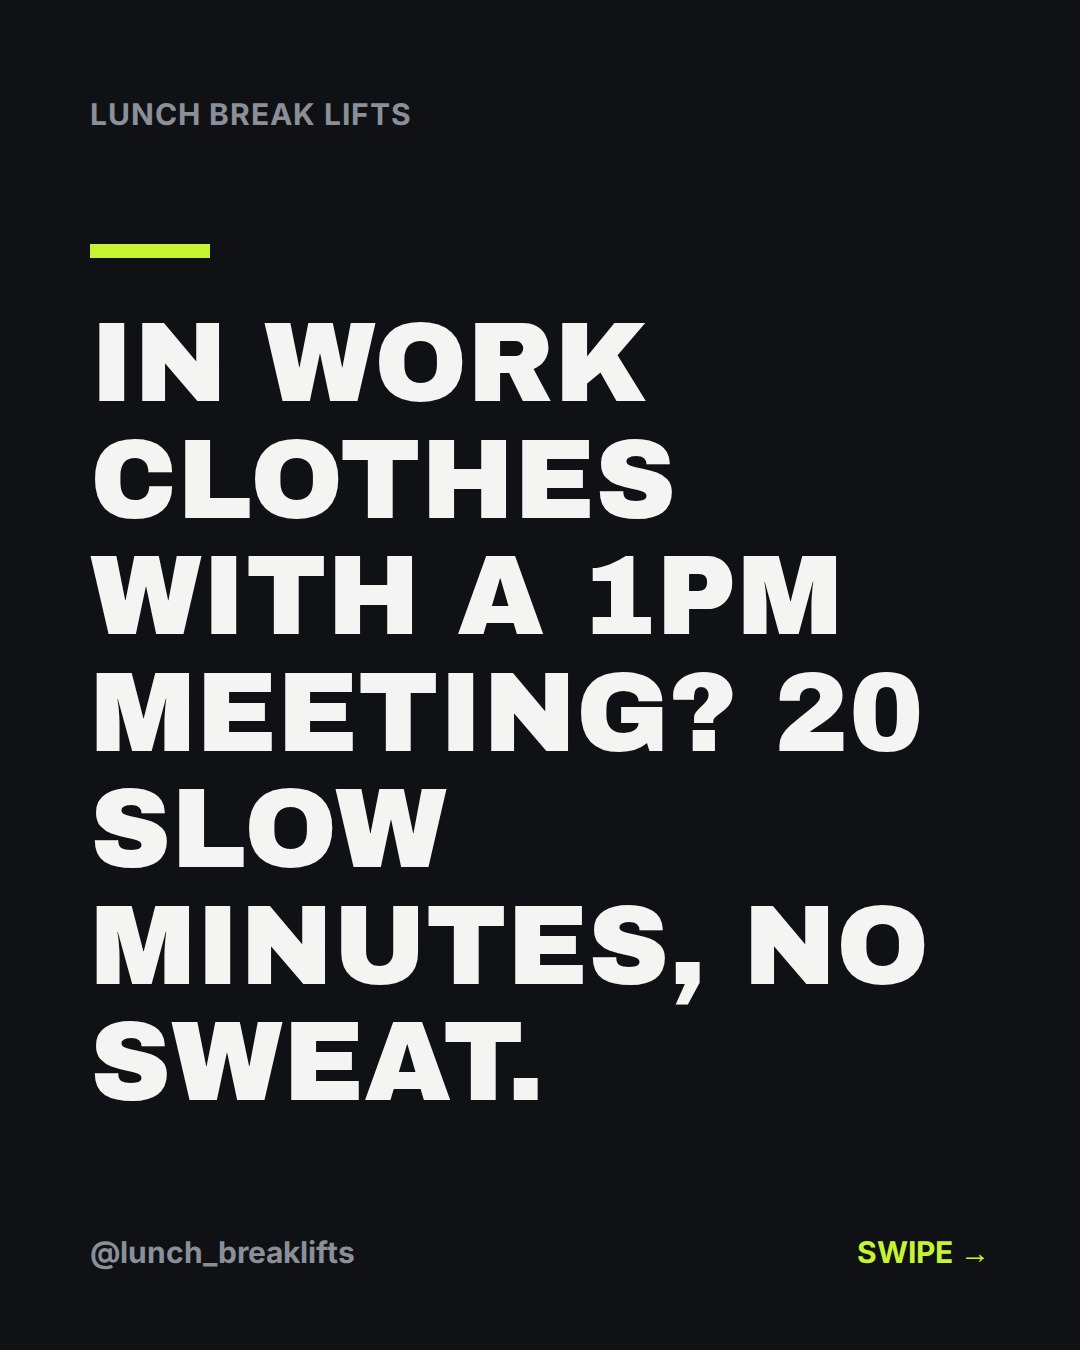 LUNCH BREAK LIFTS
IN WORK
CLOTHES
WITH A 1PM
MEETING? 20
SLOW
MINUTES, NO
SWEAT.
@lunch_breaklifts
SWIPE →